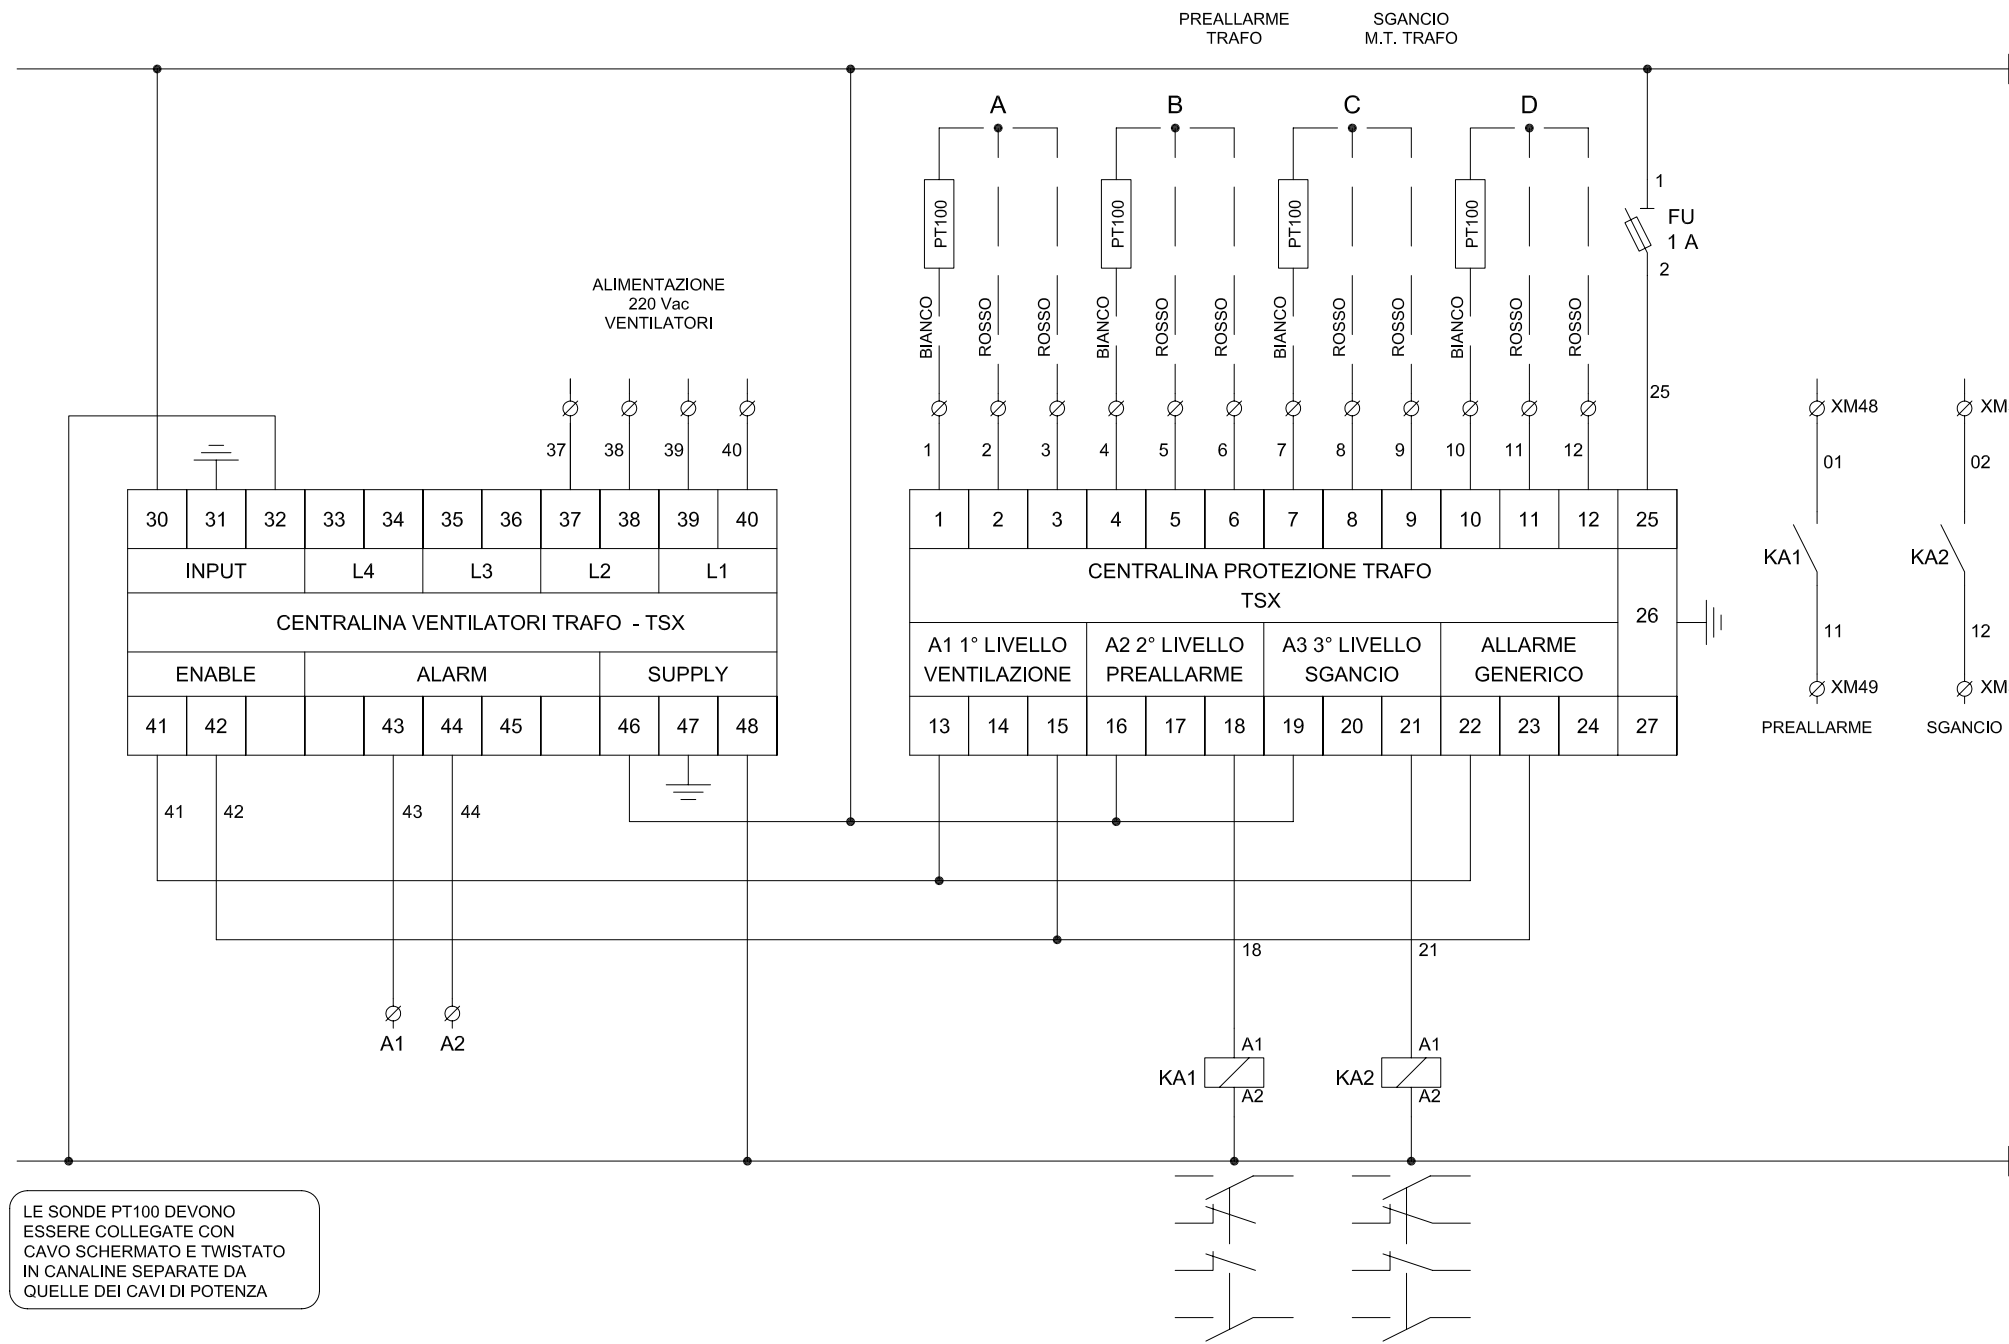 PREALLARME
TRAFO
SGANCIO
M.T. TRAFO
A B C D
1
FU
1 A
2
PT100 PT100 PT100 PT100
ALIMENTAZIONE
220 Vac
VENTILATORI
BIANCO ROSSO ROSSO BIANCO ROSSO ROSSO BIANCO ROSSO ROSSO BIANCO ROSSO ROSSO
25
XM48 XM
37 38 39 40 1 2 3 4 5 6 7 8 9 10 11 12
01 02
30 31 32 33 34 35 36 37 38 39 40
1 2 3 4 5 6 7 8 9 10 11 12 25
INPUT L4 L3 L2 L1
CENTRALINA VENTILATORI TRAFO - TSX
ENABLE ALARM SUPPLY
41 42 43 44 45 46 47 48
CENTRALINA PROTEZIONE TRAFO
TSX
26
A1 1° LIVELLO
VENTILAZIONE
A2 2° LIVELLO
PREALLARME
A3 3° LIVELLO
SGANCIO
ALLARME
GENERICO
13 14 15 16 17 18 19 20 21 22 23 24 27
KA1 KA2
11 12
XM49 XM
PREALLARME SGANCIO
41 42 43 44
18 21
A1 A2
KA1 A1
A2
KA2 A1
A2
LE SONDE PT100 DEVONO
ESSERE COLLEGATE CON
CAVO SCHERMATO E TWISTATO
IN CANALINE SEPARATE DA
QUELLE DEI CAVI DI POTENZA